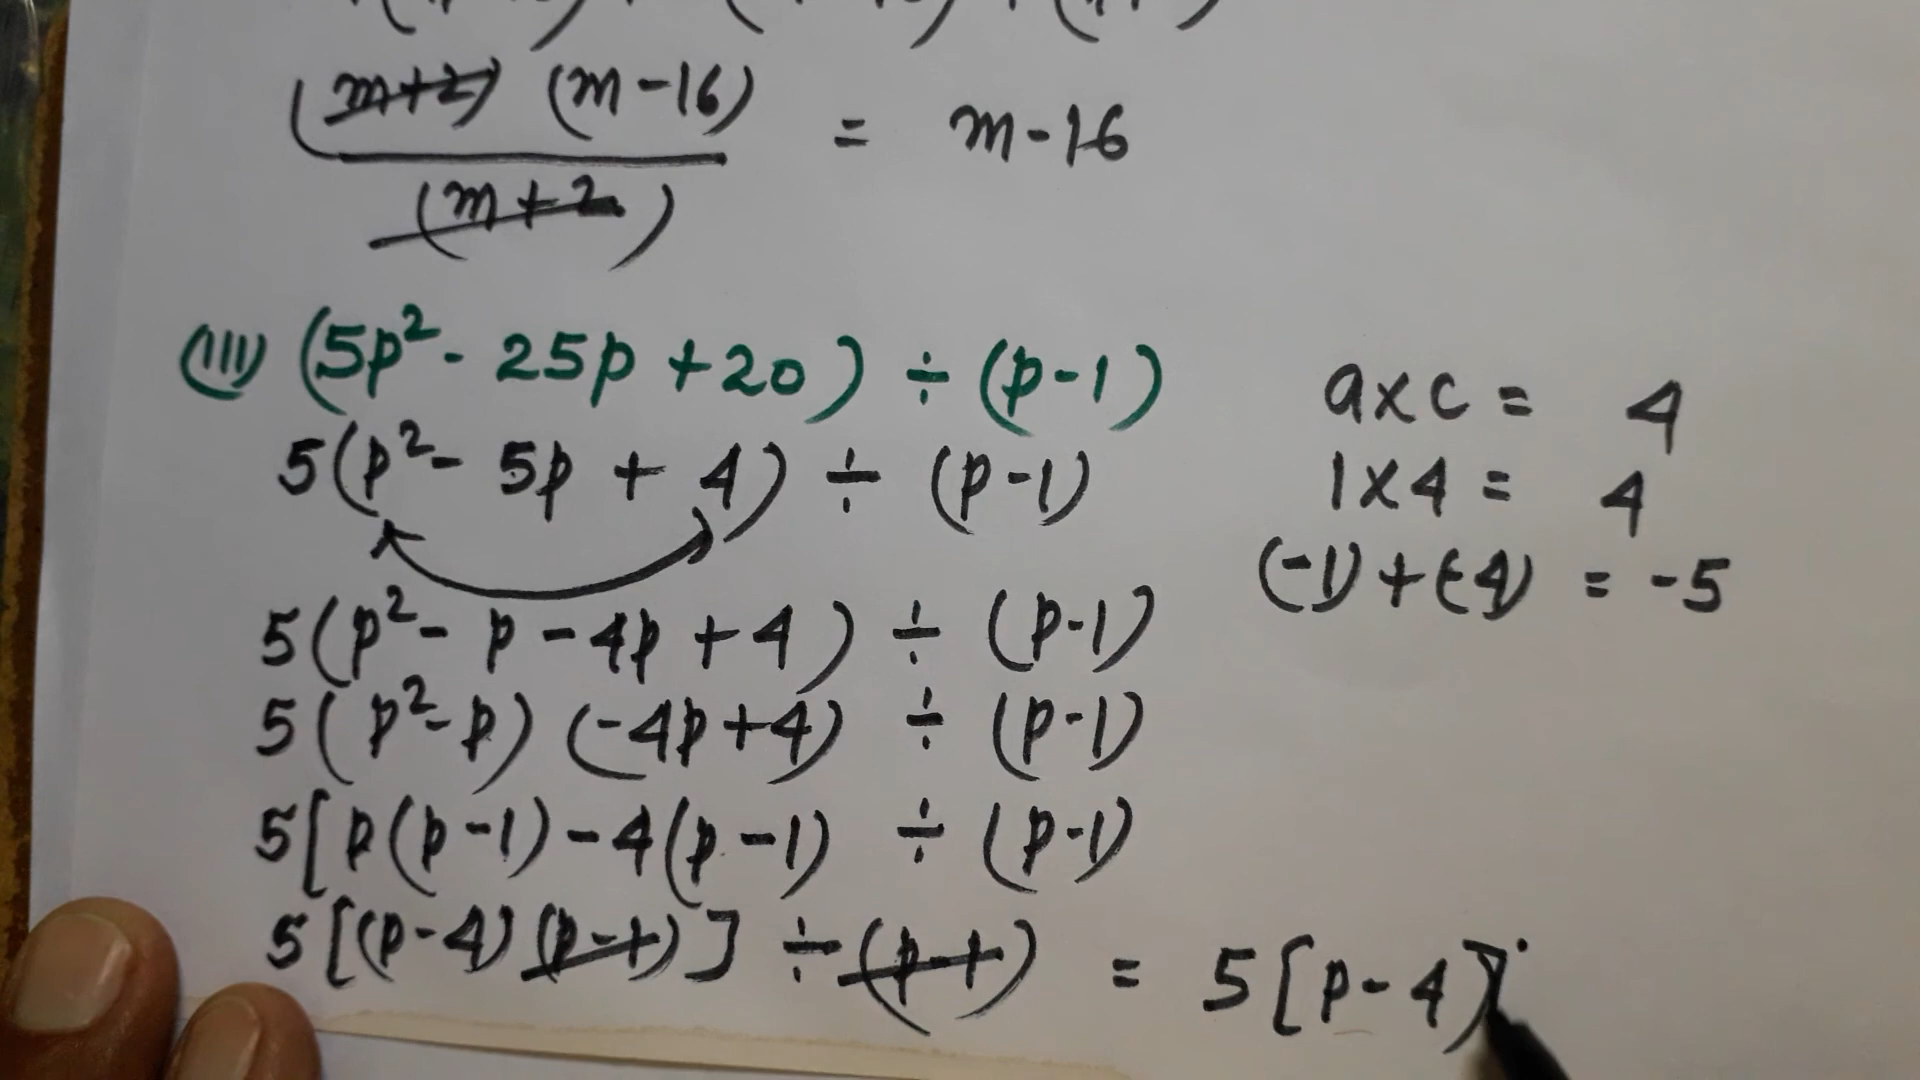 (m+2) (m-16)
= m-16
(m+2)
(III) (5p²- 25p +20) ÷ (p-1)
5(p²- 5p + 4) ÷ (p-1)
5(p²- p - 4p + 4) ÷ (p-1)
5(p²-p) (-4p+4) ÷ (p-1)
5[p(p-1)-4(p-1) ÷ (p-1)
5[(p-4)(p-1)] ÷ (p-1) = 5[p-4]
a×c = 4
1×4 = 4
(-1)+(-4) = -5